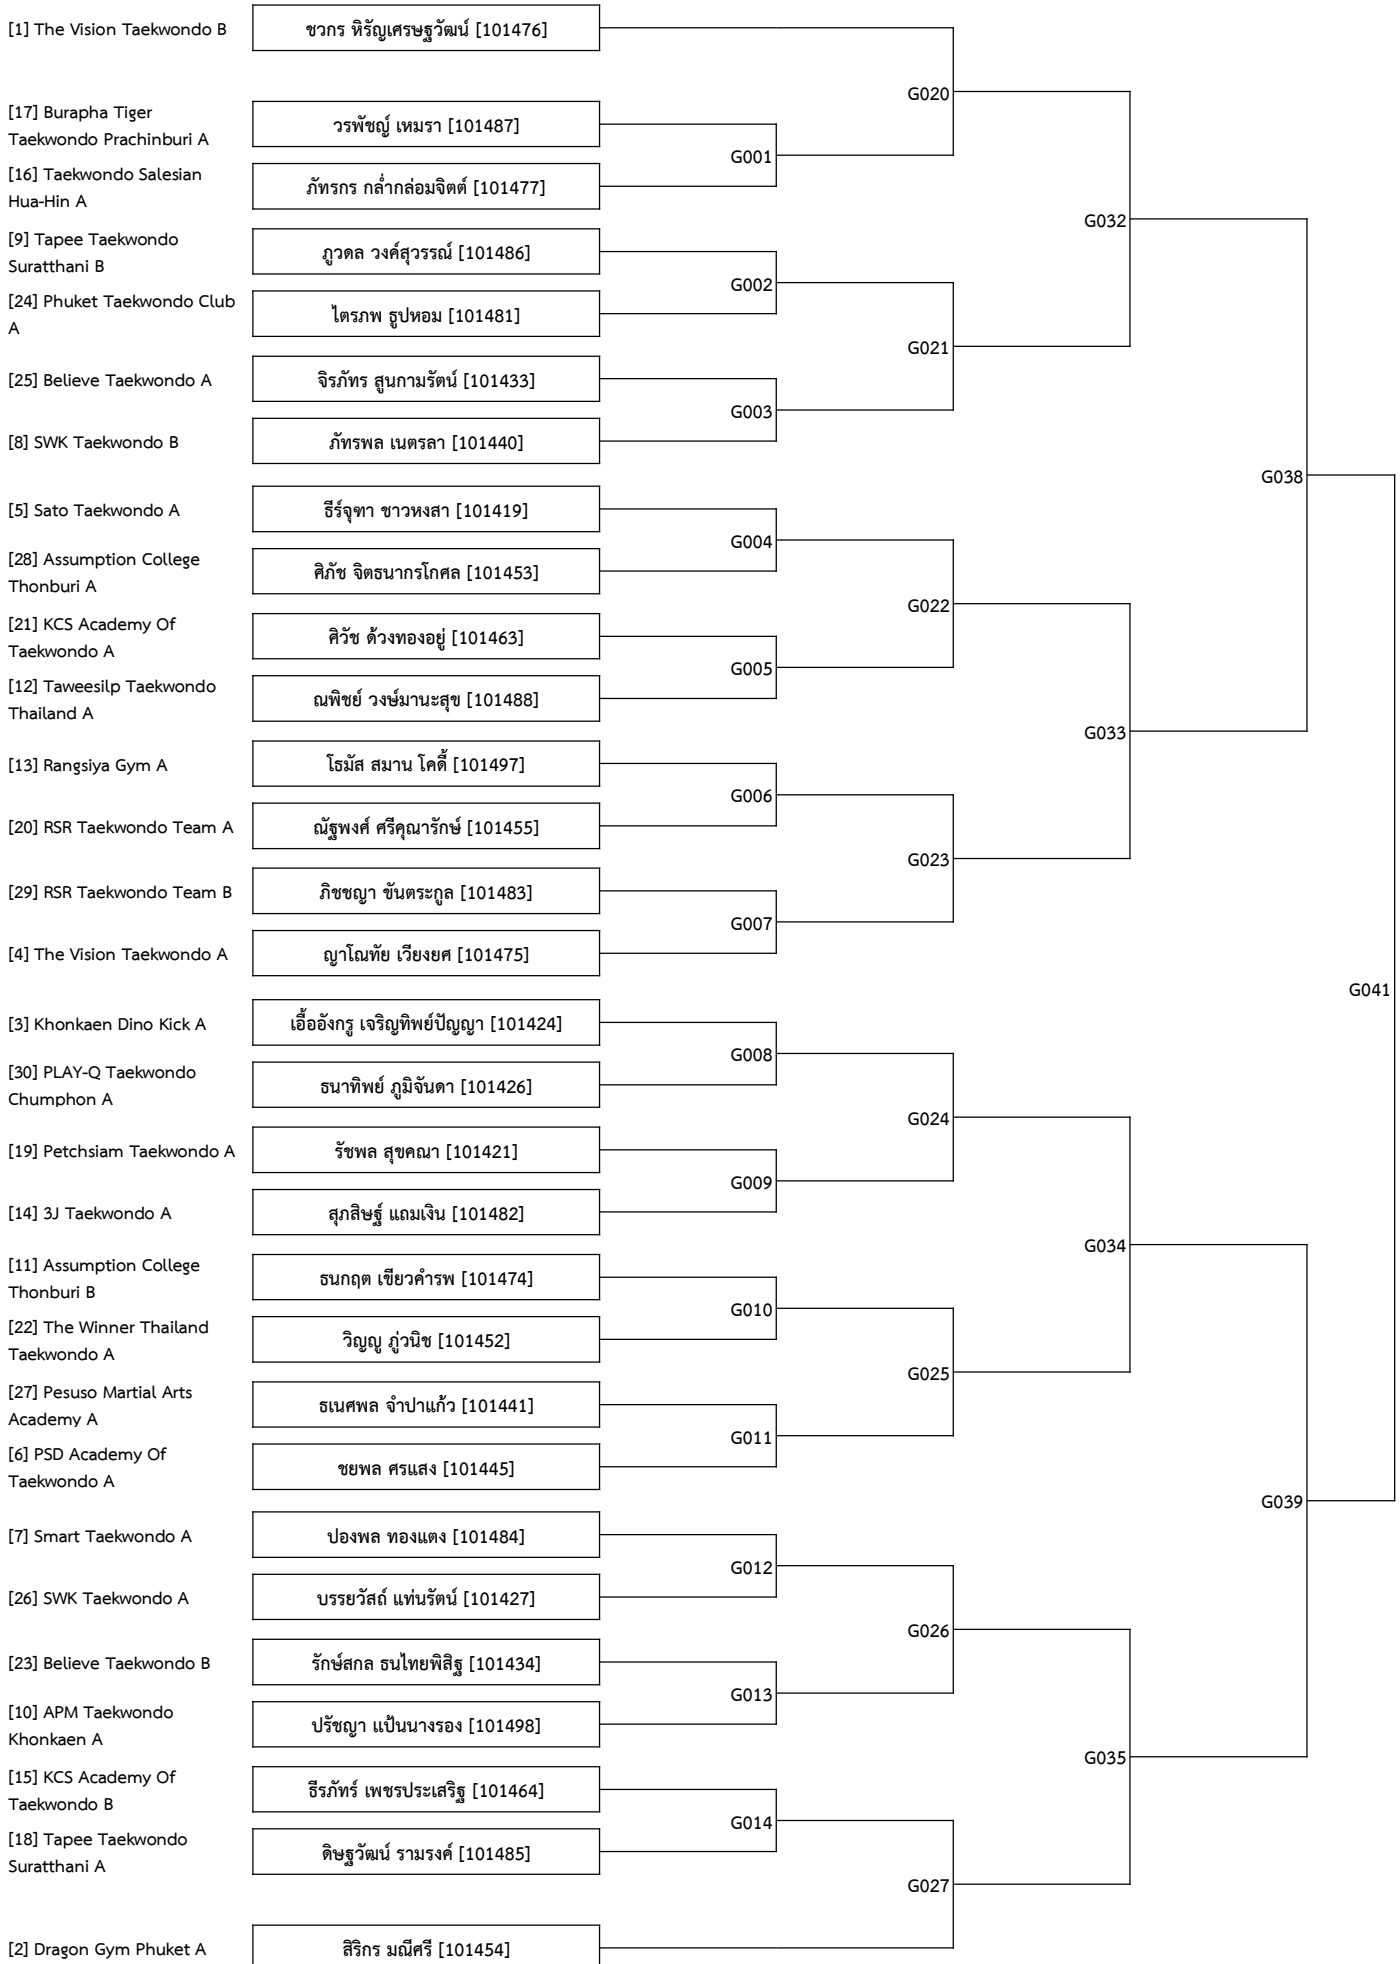 [1] The Vision Taekwondo B
ชวกร หิรัญเศรษฐวัฒน์ [101476]
G020
[17] Burapha Tiger
Taekwondo Prachinburi A
วรพัชญ์ เหมรา [101487]
G001
[16] Taekwondo Salesian
Hua-Hin A
ภัทรกร กล่ำกล่อมจิตต์ [101477]
G032
[9] Tapee Taekwondo
Suratthani B
ภูวดล วงค์สุวรรณ์ [101486]
G002
[24] Phuket Taekwondo Club
A
ไตรภพ ธูปหอม [101481]
G021
[25] Believe Taekwondo A
จิรภัทร สูนกามรัตน์ [101433]
G003
[8] SWK Taekwondo B
ภัทรพล เนตรลา [101440]
G038
[5] Sato Taekwondo A
ธีร์จุฑา ชาวหงสา [101419]
G004
[28] Assumption College
Thonburi A
ศิภัช จิตธนากรโกศล [101453]
G022
[21] KCS Academy Of
Taekwondo A
ศิวัช ด้วงทองอยู่ [101463]
G005
[12] Taweesilp Taekwondo
Thailand A
ณพิชย์ วงษ์มานะสุข [101488]
G033
[13] Rangsiya Gym A
โธมัส สมาน โคดี้ [101497]
G006
[20] RSR Taekwondo Team A
ณัฐพงศ์ ศรีคุณารักษ์ [101455]
G023
[29] RSR Taekwondo Team B
ภิชชญา ขันตระกูล [101483]
G007
[4] The Vision Taekwondo A
ญาโณทัย เวียงยศ [101475]
G041
[3] Khonkaen Dino Kick A
เอื้ออังกรู เจริญทิพย์ปัญญา [101424]
G008
[30] PLAY-Q Taekwondo
Chumphon A
ธนาทิพย์ ภูมิจันดา [101426]
G024
[19] Petchsiam Taekwondo A
รัชพล สุขคณา [101421]
G009
[14] 3J Taekwondo A
สุภสิษฐ์ แถมเงิน [101482]
G034
[11] Assumption College
Thonburi B
ธนกฤต เขียวคำรพ [101474]
G010
[22] The Winner Thailand
Taekwondo A
วิญญู ภู่วนิช [101452]
G025
[27] Pesuso Martial Arts
Academy A
ธเนศพล จำปาแก้ว [101441]
G011
[6] PSD Academy Of
Taekwondo A
ชยพล ศรแสง [101445]
G039
[7] Smart Taekwondo A
ปองพล ทองแตง [101484]
G012
[26] SWK Taekwondo A
บรรยวัสถ์ แท่นรัตน์ [101427]
G026
[23] Believe Taekwondo B
รักษ์สกล ธนไทยพิสิฐ [101434]
G013
[10] APM Taekwondo
Khonkaen A
ปรัชญา แป้นนางรอง [101498]
G035
[15] KCS Academy Of
Taekwondo B
ธีรภัทร์ เพชรประเสริฐ [101464]
G014
[18] Tapee Taekwondo
Suratthani A
ดิษฐวัฒน์ รามรงค์ [101485]
G027
[2] Dragon Gym Phuket A
สิริกร มณีศรี [101454]